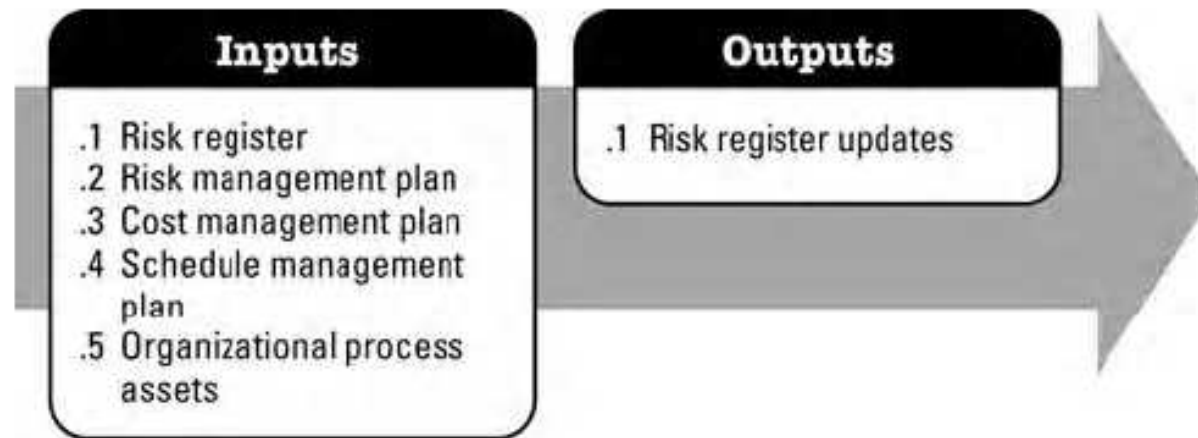 Inputs
.1 Risk register
.2 Risk management plan
.3 Cost management plan
.4 Schedule management
plan
.5 Organizational process
assets
Outputs
.1 Risk register updates